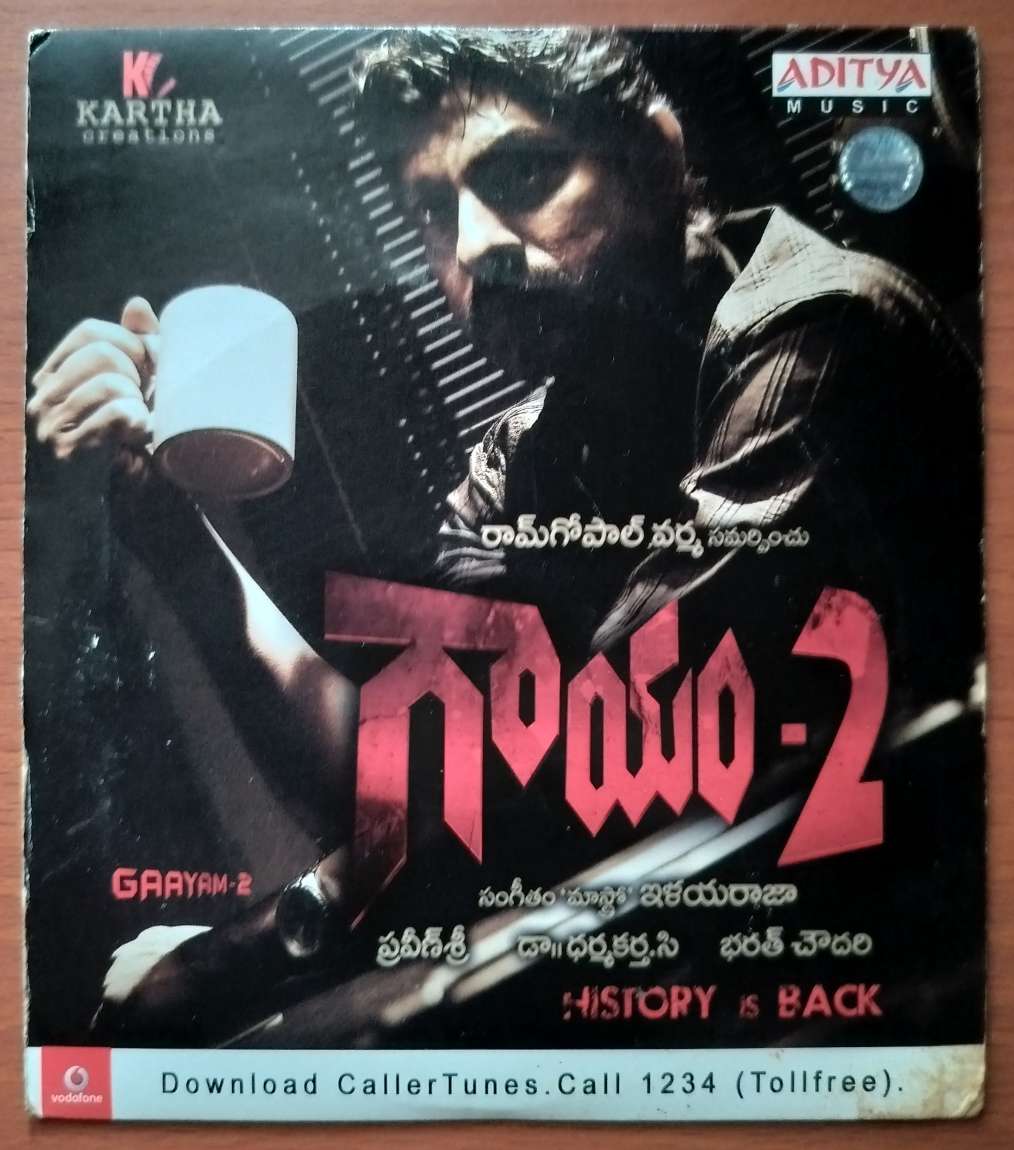 K
KARTHA
creations
ADITYA
MUSIC
రామ్‌గోపాల్ వర్మ సమర్పించు
గాయం-2
GAAYAM-2
సంగీతం 'మాస్ట్రో' ఇళయరాజా
ప్రవీణ్‌శ్రీ డా॥ధర్మకర్త.సి భరత్ చౌదరి
HISTORY IS BACK
vodafone
Download CallerTunes.Call 1234 (Tollfree).